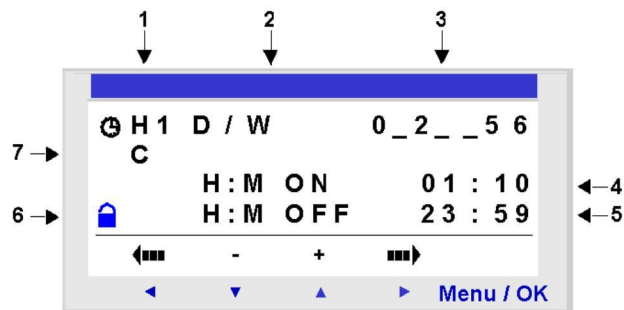 1 2 3
H1 D / W 0_2__56
7 C
H:M ON 01:10 4
6 H:M OFF 23:59 5
- +
Menu / OK